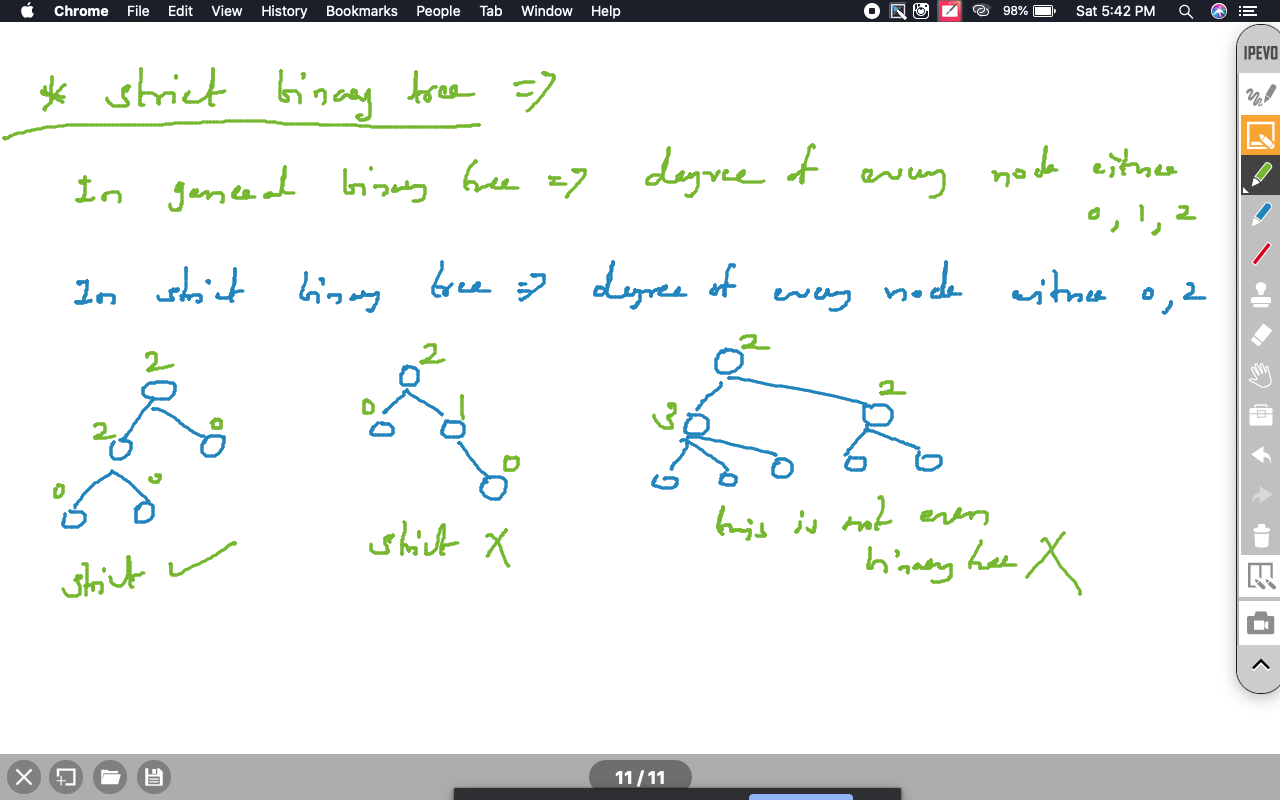 Chrome File Edit View History Bookmarks People Tab Window Help 98% Sat 5:42 PM
IPEVO
* strict binary tree =>
In general binary tree => degree of every node either
0, 1, 2
In strict binary tree => degree of every node either 0, 2
2
2 0
0 0
strict ✓
2
0 1
0
strict X
2
3 2
this is not even
binary tree X
11 / 11